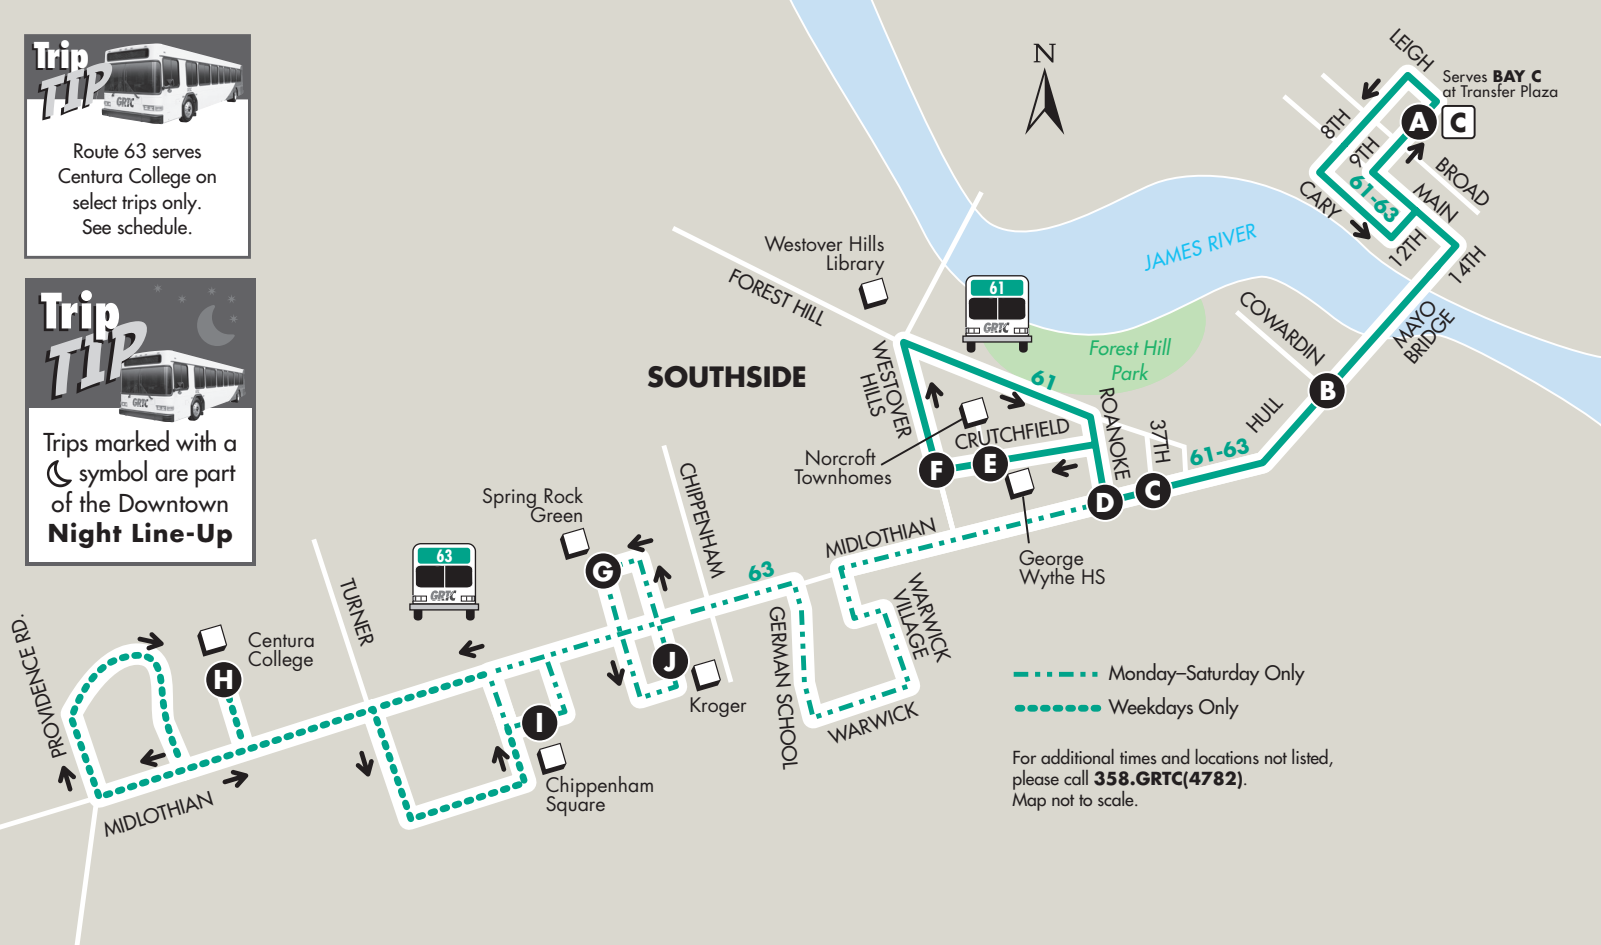 Trip
TIP
GRTC
Route 63 serves
Centura College on
select trips only.
See schedule.
Trip
TIP
GRTC
Trips marked with a
symbol are part
of the Downtown
Night Line-Up
N
LEIGH
Serves BAY C
at Transfer Plaza
A
C
8TH
9TH
BROAD
61-63
MAIN
CARY
12TH
14TH
JAMES RIVER
MAYO
BRIDGE
COWARDIN
B
HULL
Westover Hills
Library
FOREST HILL
61
GRTC
Forest Hill
Park
SOUTHSIDE
WESTOVER
HILLS
61
ROANOKE
37TH
61-63
CRUTCHFIELD
Norcroft
Townhomes
F
E
D
C
George
Wythe HS
MIDLOTHIAN
CHIPPENHAM
Spring Rock
Green
G
63
WARWICK
VILLAGE
GERMAN SCHOOL
WARWICK
J
Kroger
63
GRTC
TURNER
PROVIDENCE RD.
Centura
College
H
I
Chippenham
Square
MIDLOTHIAN
Monday–Saturday Only
Weekdays Only
For additional times and locations not listed,
please call 358.GRTC(4782).
Map not to scale.